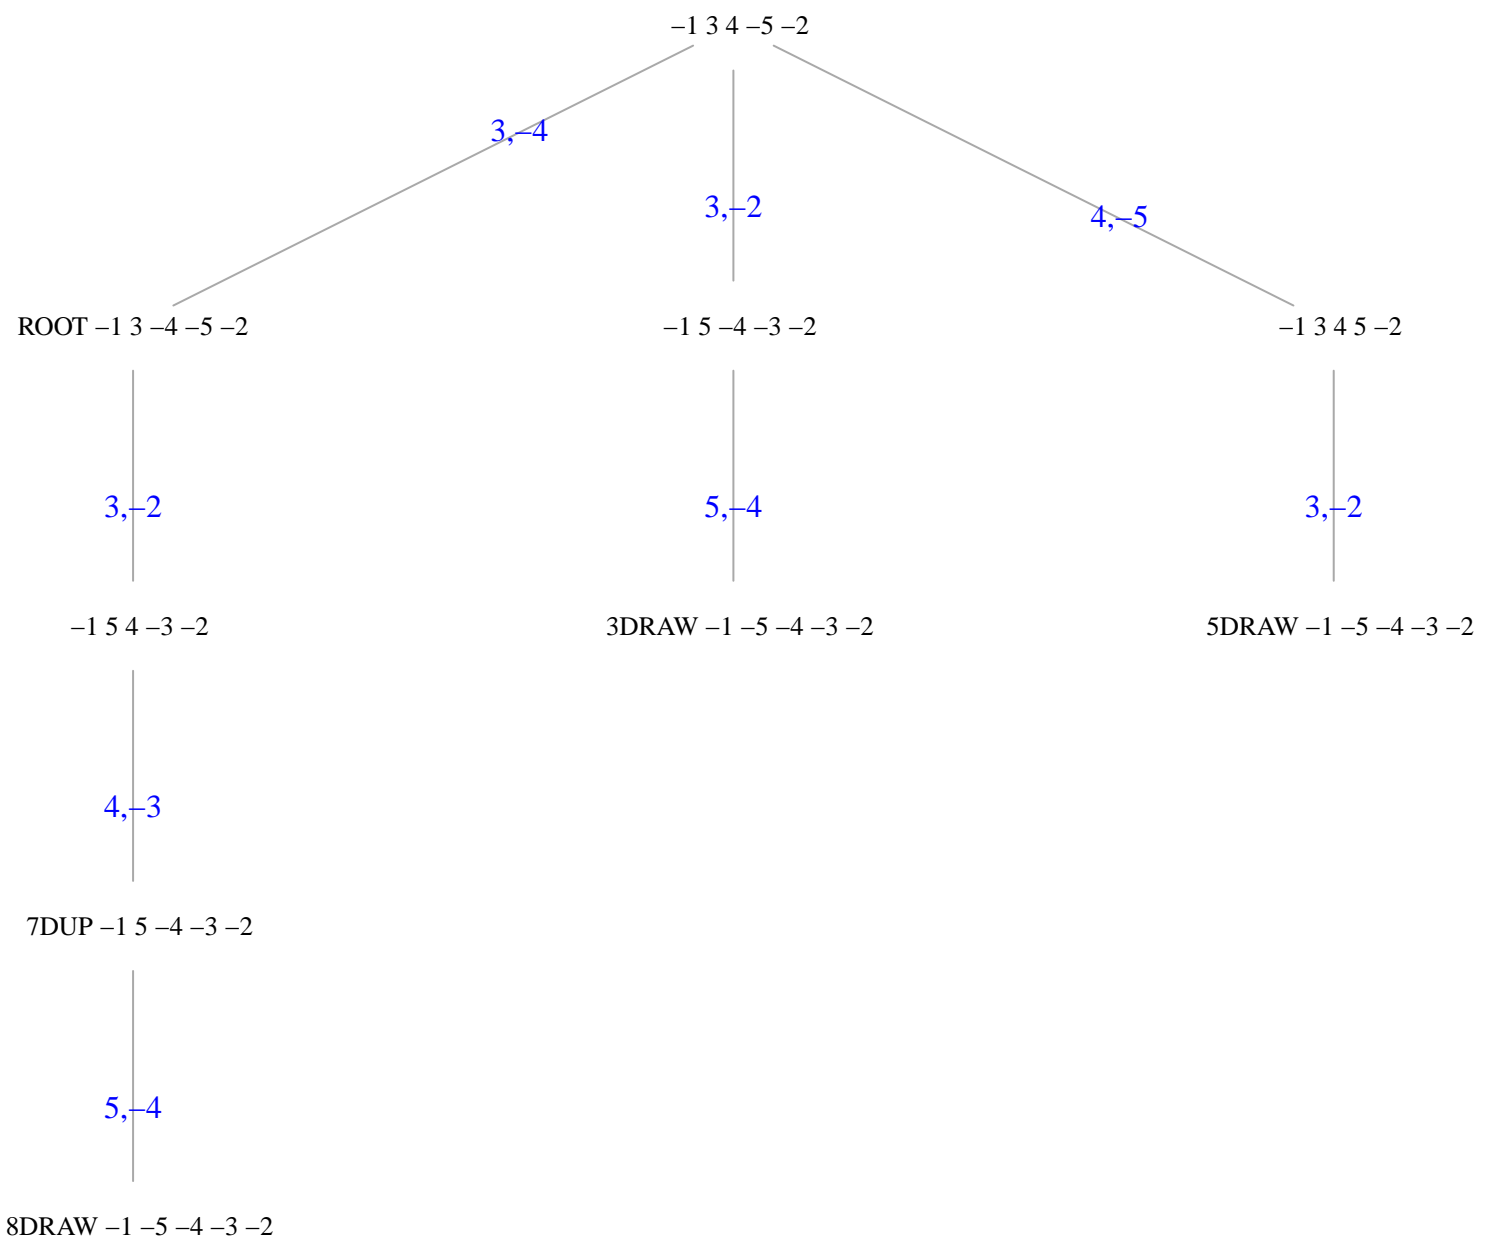 –1 3 4 –5 –2
3,–4
3,–2
4,–5
ROOT –1 3 –4 –5 –2
–1 5 –4 –3 –2
–1 3 4 5 –2
3,–2
5,–4
3,–2
–1 5 4 –3 –2
3DRAW –1 –5 –4 –3 –2
5DRAW –1 –5 –4 –3 –2
4,–3
7DUP –1 5 –4 –3 –2
5,–4
8DRAW –1 –5 –4 –3 –2